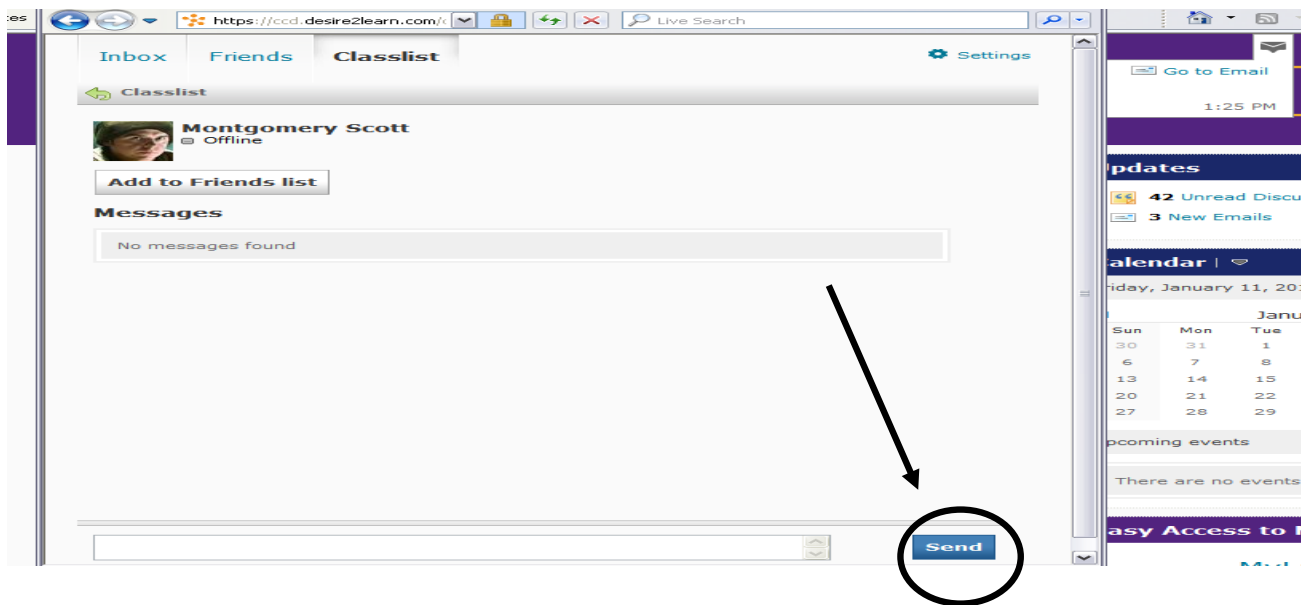 https://ccd.desire2learn.com/
Live Search
Inbox Friends Classlist
Settings
Classlist
Montgomery Scott
Offline
Add to Friends list
Messages
No messages found
Send
Go to Email
1:25 PM
pdates
42 Unread Discu
3 New Emails
alendar |
riday, January 11, 20
Janu
Sun Mon Tue
30 31 1
6 7 8
13 14 15
20 21 22
27 28 29
pcoming events
There are no events
asy Access to